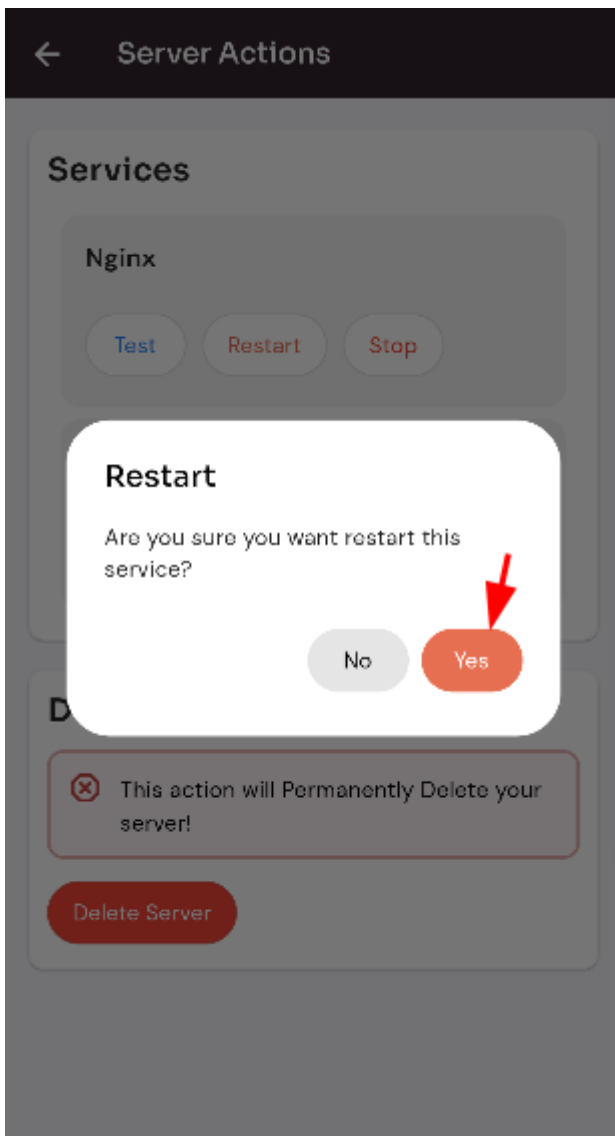 Server Actions
Services
Nginx
Test Restart Stop
Restart
Are you sure you want restart this
service?
No Yes
D
This action will Permanently Delete your
server!
Delete Server